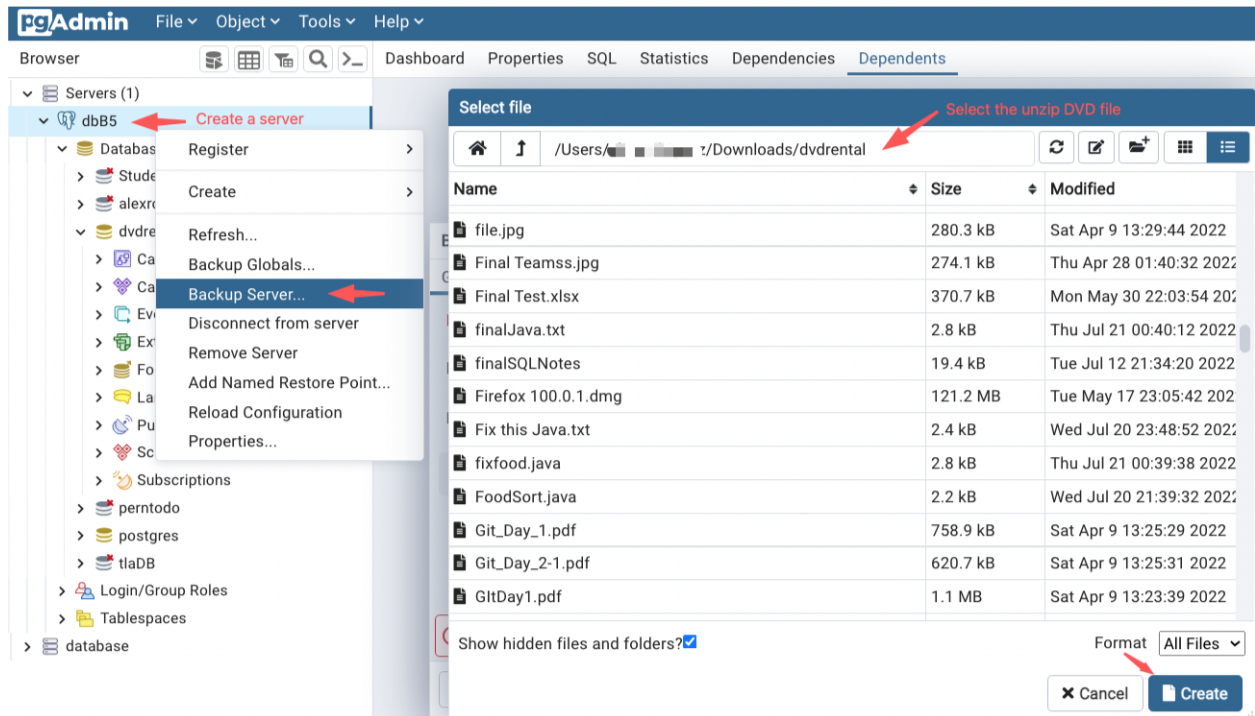 pgAdmin File Object Tools Help
Browser
Dashboard Properties SQL Statistics Dependencies Dependents
Servers (1)
dbB5
Create a server
Databas
Stude
alexro
dvdre
Ca
Ca
Eve
Ext
Fo
La
Pu
Sc
Subscriptions
perntodo
postgres
tlaDB
Login/Group Roles
Tablespaces
database
Register
Create
Refresh...
Backup Globals...
Backup Server...
Disconnect from server
Remove Server
Add Named Restore Point...
Reload Configuration
Properties...
Select file
Select the unzip DVD file
/Users/ z/Downloads/dvdrental
Name Size Modified
file.jpg 280.3 kB Sat Apr 9 13:29:44 2022
Final Teamss.jpg 274.1 kB Thu Apr 28 01:40:32 2022
Final Test.xlsx 370.7 kB Mon May 30 22:03:54 202
finalJava.txt 2.8 kB Thu Jul 21 00:40:12 2022
finalSQLNotes 19.4 kB Tue Jul 12 21:34:20 2022
Firefox 100.0.1.dmg 121.2 MB Tue May 17 23:05:42 202
Fix this Java.txt 2.4 kB Wed Jul 20 23:48:52 2022
fixfood.java 2.8 kB Thu Jul 21 00:39:38 2022
FoodSort.java 2.2 kB Wed Jul 20 21:39:32 2022
Git_Day_1.pdf 758.9 kB Sat Apr 9 13:25:29 2022
Git_Day_2-1.pdf 620.7 kB Sat Apr 9 13:25:31 2022
GItDay1.pdf 1.1 MB Sat Apr 9 13:23:39 2022
Show hidden files and folders?
Format All Files
Cancel Create